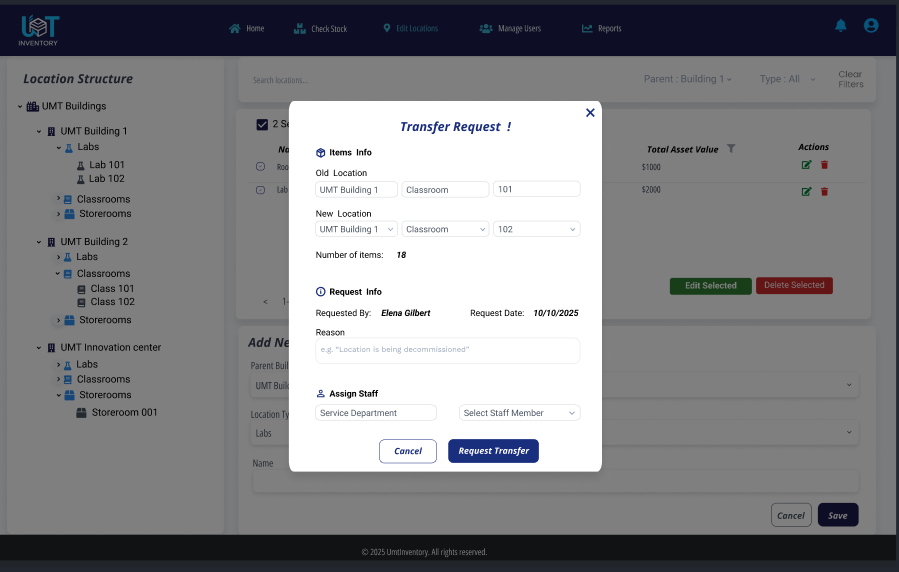 UMT
INVENTORY
Home
Check Stock
Edit Locations
Manage Users
Reports
Location Structure
UMT Buildings
UMT Building 1
Labs
Lab 101
Lab 102
Classrooms
Storerooms
UMT Building 2
Labs
Classrooms
Class 101
Class 102
Storerooms
UMT Innovation center
Labs
Classrooms
Storerooms
Storeroom 001
Search locations...
Parent : Building 1
Type : All
Clear
Filters
2 Se
Na
Total Asset Value
Actions
Roo
$1000
Lab
$2000
Edit Selected
Delete Selected
< 1-
Transfer Request !
Items Info
Old Location
UMT Building 1 Classroom 101
New Location
UMT Building 1 Classroom 102
Number of items: 18
Request Info
Requested By: Elena Gilbert Request Date: 10/10/2025
Reason
e.g. "Location is being decommissioned"
Assign Staff
Service Department Select Staff Member
Cancel Request Transfer
Add Ne
Parent Buil
UMT Buil
Location Ty
Labs
Name
Cancel Save
© 2025 UmtInventory. All rights reserved.